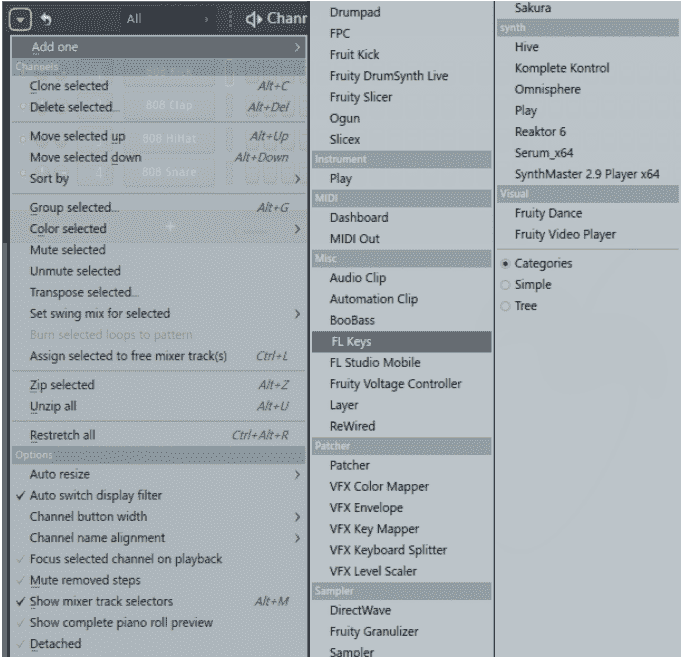 All
Chann
Add one
Channels
Clone selected Alt+C
Delete selected... Alt+Del
808 Clap
Move selected up Alt+Up
808 HiHat
Move selected down Alt+Down
Sort by
808 Snare
Group selected... Alt+G
Color selected
Mute selected
Unmute selected
Transpose selected...
Set swing mix for selected
Burn selected loops to pattern
Assign selected to free mixer track(s) Ctrl+L
Zip selected Alt+Z
Unzip all Alt+U
Restretch all Ctrl+Alt+R
Options
Auto resize
Auto switch display filter
Channel button width
Channel name alignment
Focus selected channel on playback
Mute removed steps
Show mixer track selectors Alt+M
Show complete piano roll preview
Detached
Drumpad
FPC
Fruit Kick
Fruity DrumSynth Live
Fruity Slicer
Ogun
Slicex
Instrument
Play
MIDI
Dashboard
MIDI Out
Misc
Audio Clip
Automation Clip
BooBass
FL Keys
FL Studio Mobile
Fruity Voltage Controller
Layer
ReWired
Patcher
Patcher
VFX Color Mapper
VFX Envelope
VFX Key Mapper
VFX Keyboard Splitter
VFX Level Scaler
Sampler
DirectWave
Fruity Granulizer
Sampler
Sakura
synth
Hive
Komplete Kontrol
Omnisphere
Play
Reaktor 6
Serum_x64
SynthMaster 2.9 Player x64
Visual
Fruity Dance
Fruity Video Player
Categories
Simple
Tree